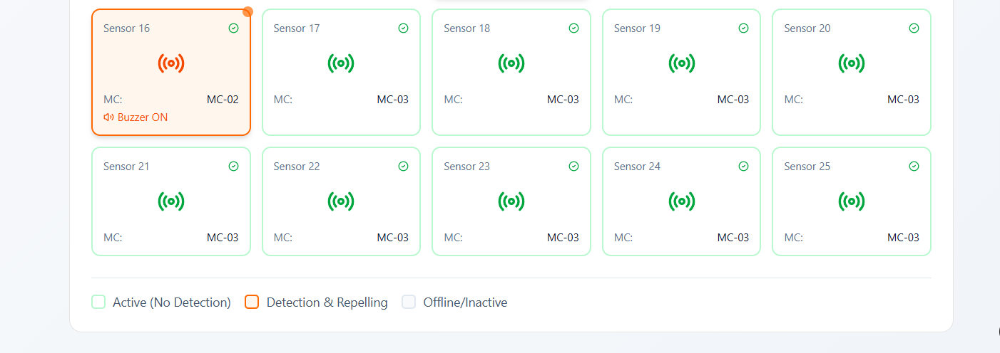 Sensor 16
MC: MC-02
Buzzer ON
Sensor 17
MC: MC-03
Sensor 18
MC: MC-03
Sensor 19
MC: MC-03
Sensor 20
MC: MC-03
Sensor 21
MC: MC-03
Sensor 22
MC: MC-03
Sensor 23
MC: MC-03
Sensor 24
MC: MC-03
Sensor 25
MC: MC-03
Active (No Detection) Detection & Repelling Offline/Inactive